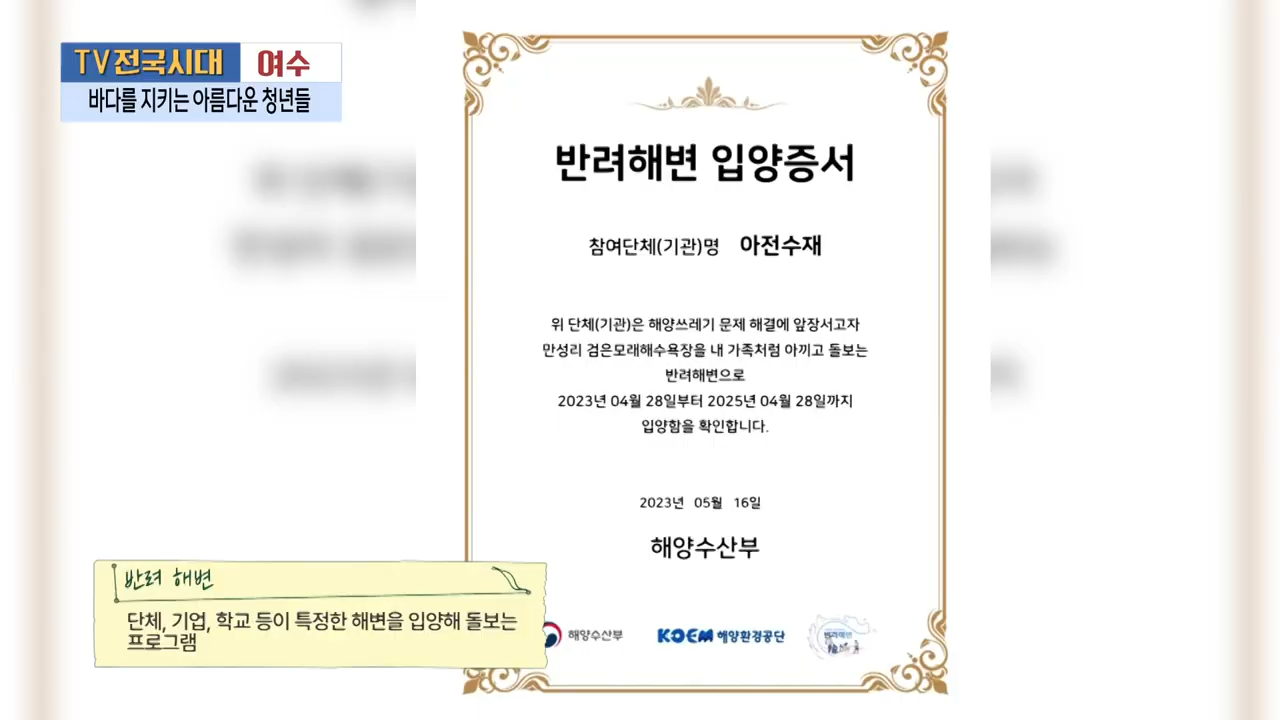 TV전국시대 여수
바다를 지키는 아름다운 청년들
반려해변 입양증서
참여단체(기관)명 아전수재
위 단체(기관)은 해양쓰레기 문제 해결에 앞장서고자
만성리 검은모래해수욕장을 내 가족처럼 아끼고 돌보는
반려해변으로
2023년 04월 28일부터 2025년 04월 28일까지
입양함을 확인합니다.
2023년 05월 16일
해양수산부
반려 해변
단체, 기업, 학교 등이 특정한 해변을 입양해 돌보는
프로그램
해양수산부
KOEM 해양환경공단
반려해변